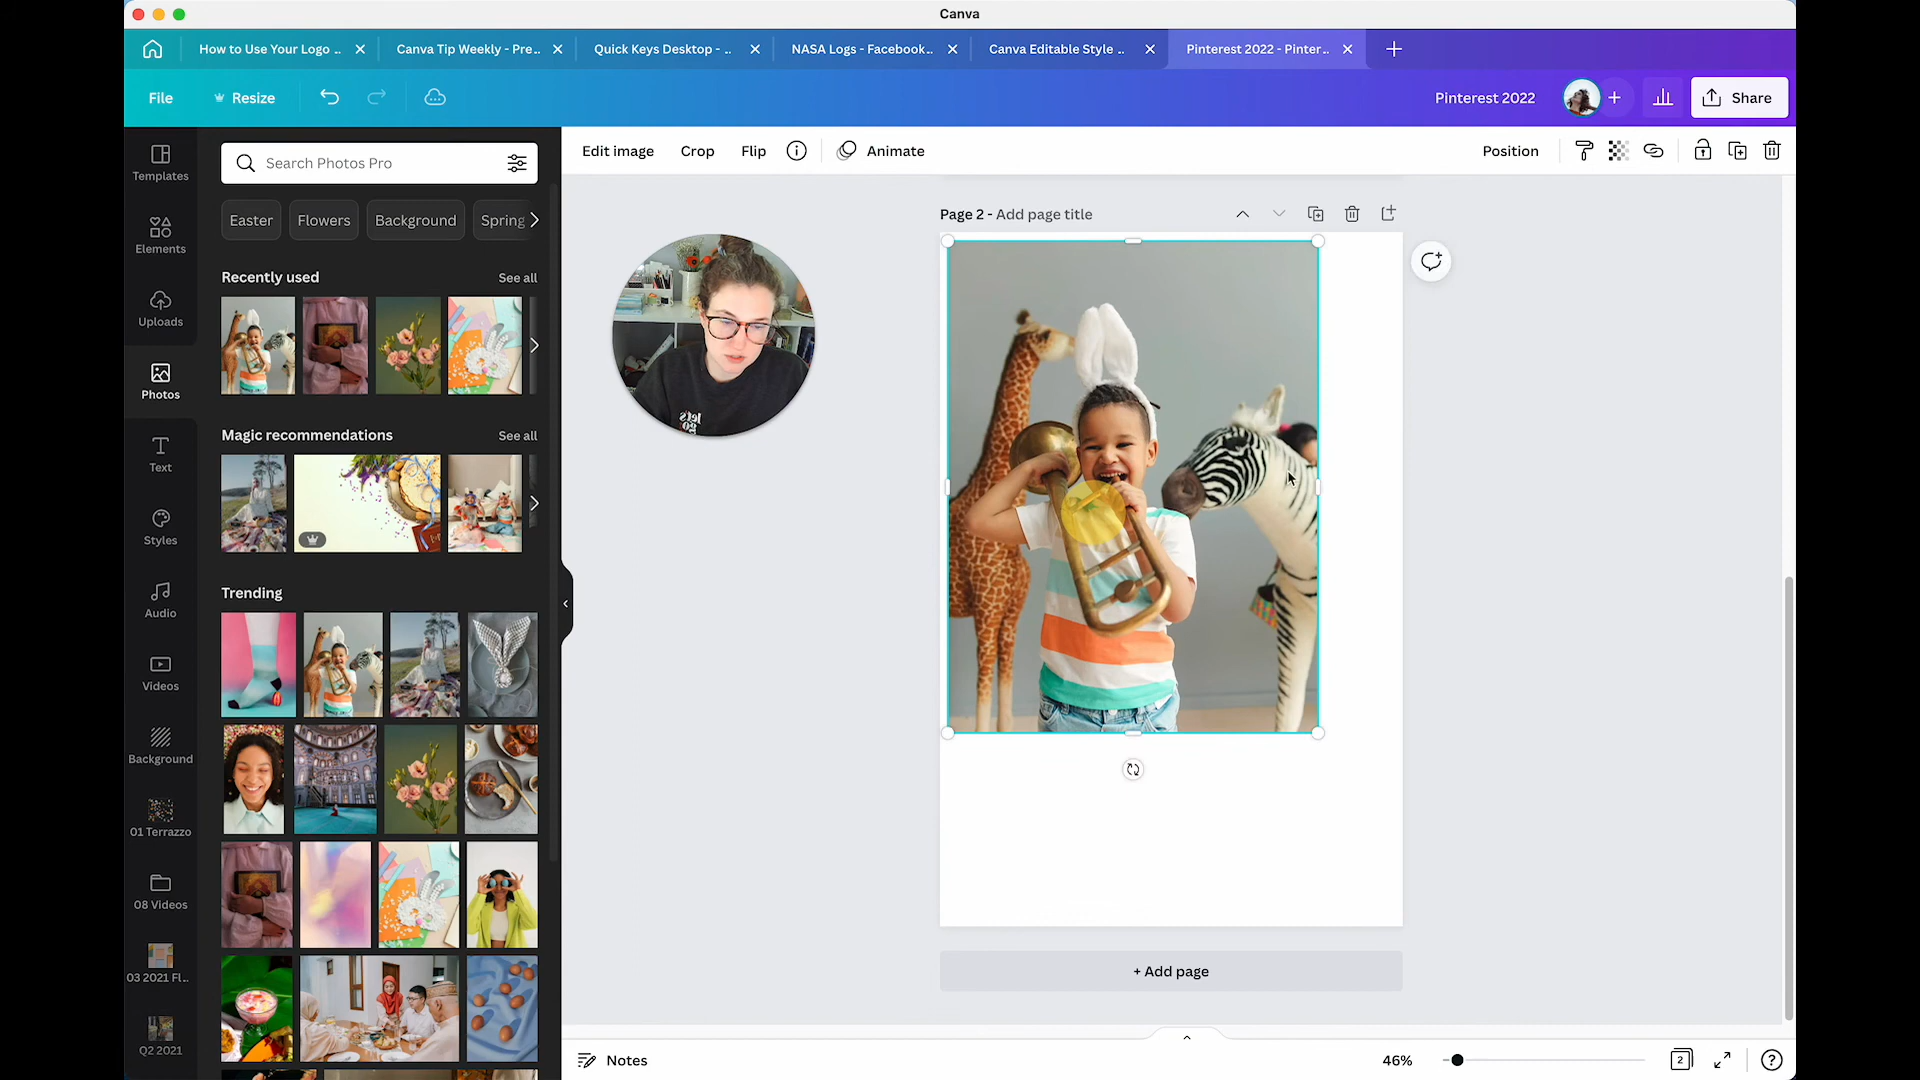 Canva
How to Use Your Logo ..
Canva Tip Weekly - Pre..
Quick Keys Desktop - ..
NASA Logs - Facebook..
Canva Editable Style ..
Pinterest 2022 - Pinter..
File
Resize
Pinterest 2022
Share
Templates
Elements
Uploads
Photos
Text
Styles
Audio
Videos
Background
01 Terrazzo
08 Videos
03 2021 Fl...
Q2 2021
Search Photos Pro
Easter
Flowers
Background
Spring
Recently used
See all
Magic recommendations
See all
Trending
Edit image
Crop
Flip
Animate
Position
Page 2 - Add page title
let's
go
+ Add page
Notes
46%
2
?